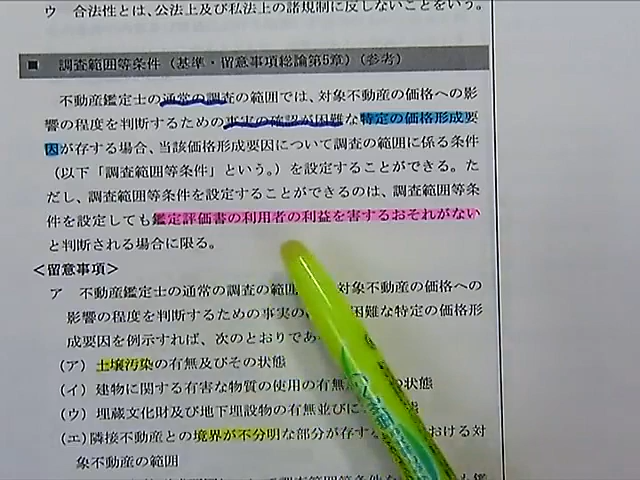 ウ 合法性とは、公法上及び私法上の諸規制に反しないことをいう。
■ 調査範囲等条件(基準・留意事項総論第5章)(参考)
不動産鑑定士の通常の調査の範囲では、対象不動産の価格への影
響の程度を判断するための事実の確認が困難な特定の価格形成要
因が存する場合、当該価格形成要因について調査の範囲に係る条件
(以下「調査範囲等条件」という。)を設定することができる。た
だし、調査範囲等条件を設定することができるのは、調査範囲等条
件を設定しても鑑定評価書の利用者の利益を害するおそれがない
と判断される場合に限る。
<留意事項>
ア 不動産鑑定士の通常の調査の範 対象不動産の価格への
影響の程度を判断するための事実の 困難な特定の価格形
成要因を例示すれば、次のとおりであ
(ア) 土壌汚染の有無及びその状態
(イ) 建物に関する有害な物質の使用の有無 状態
(ウ) 埋蔵文化財及び地下埋設物の有無並びに 態
(エ) 隣接不動産との境界が不分明な部分が存す おける対
象不動産の範囲